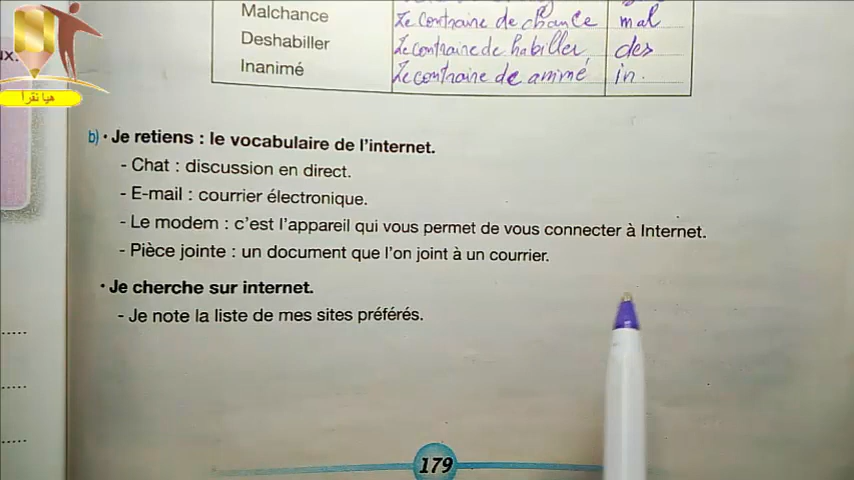 Malchance Le contraire de chance mal
Deshabiller Le contraire de habiller des
Inanimé Le contraire de animé in.
ux.
هيا نقرأ
b) • Je retiens : le vocabulaire de l'internet.
- Chat : discussion en direct.
- E-mail : courrier électronique.
- Le modem : c'est l'appareil qui vous permet de vous connecter à Internet.
- Pièce jointe : un document que l'on joint à un courrier.
• Je cherche sur internet.
- Je note la liste de mes sites préférés.
179